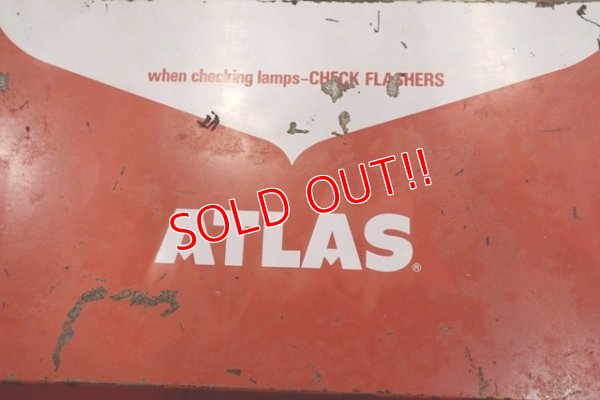 when checking lamps-CHECK FLASHERS
SOLD OUT!!
ATLAS®